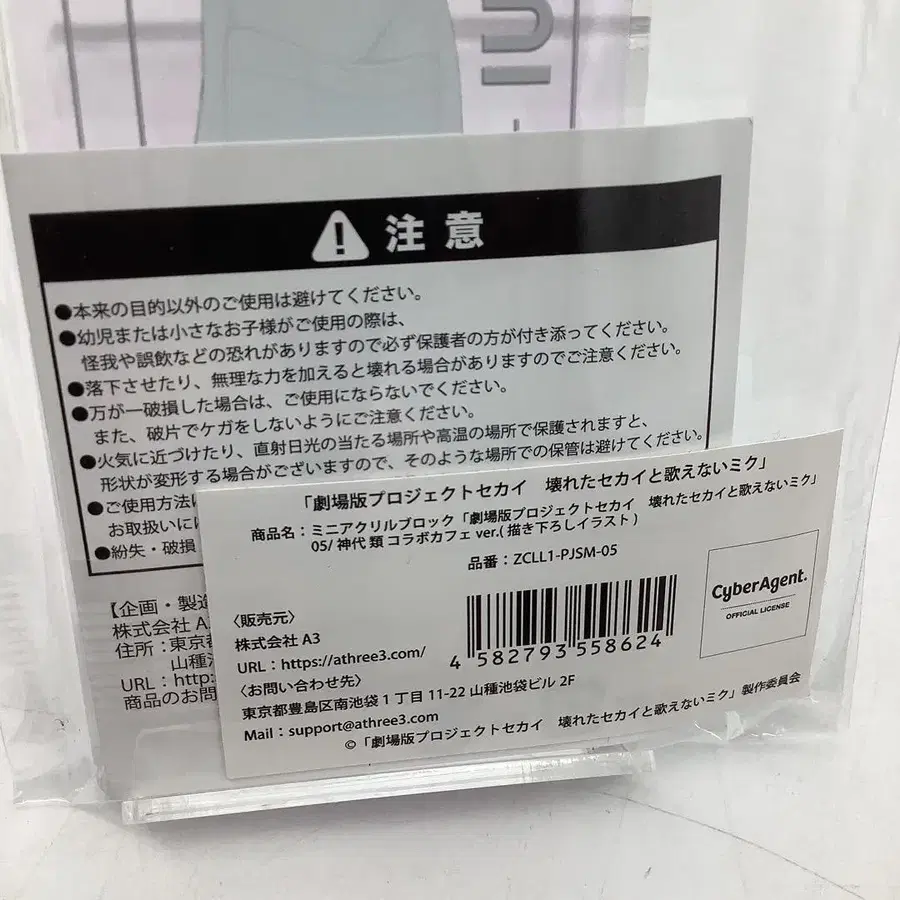 注意
●本来の目的以外のご使用は避けてください。
●幼児または小さなお子様がご使用の際は、
怪我や誤飲などの恐れがありますので必ず保護者の方が付き添ってください。
●落下させたり、無理な力を加えると壊れる場合がありますのでご注意ください。
●万が一破損した場合は、ご使用にならないでください。
また、破片でケガをしないようにご注意ください。
●火気に近づけたり、直射日光の当たる場所や高温の場所で保護されますと、
形状が変形する場合がございますので、そのような場所での保管は避けてください。
●ご使用方法に
お取扱いに
●紛失・破損
【企画・製造
株式会社 A
住所:東京都
山種池
URL:http:
商品のお問
「劇場版プロジェクトセカイ 壊れたセカイと歌えないミク」
商品名:ミニアクリルブロック「劇場版プロジェクトセカイ 壊れたセカイと歌えないミク」
05/ 神代 類 コラボカフェ ver.( 描き下ろしイラスト )
品番:ZCLL1-PJSM-05
〈販売元〉
株式会社 A3
URL:https://athree3.com/
4 582793 558624
CyberAgent.
OFFICIAL LICENSE
〈お問い合わせ先〉
東京都豊島区南池袋1丁目 11-22 山種池袋ビル 2F
Mail:support@athree3.com
©「劇場版プロジェクトセカイ 壊れたセカイと歌えないミク」製作委員会